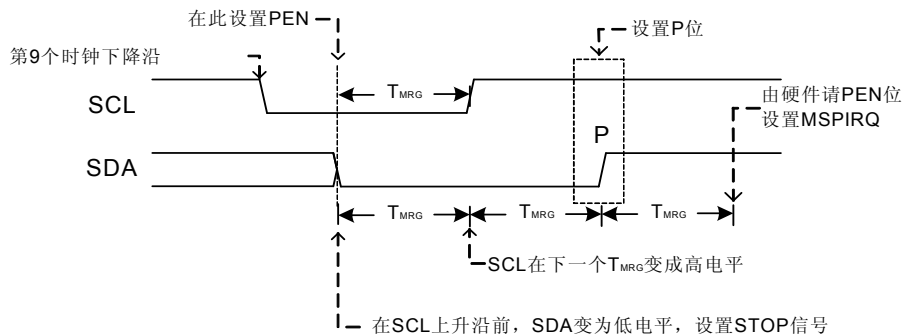 在此设置PEN
设置P位
第9个时钟下降沿
SCL
TMRG
由硬件请PEN位
设置MSPIRQ
P
SDA
TMRG
TMRG
TMRG
SCL在下一个TMRG变成高电平
在SCL上升沿前，SDA变为低电平，设置STOP信号